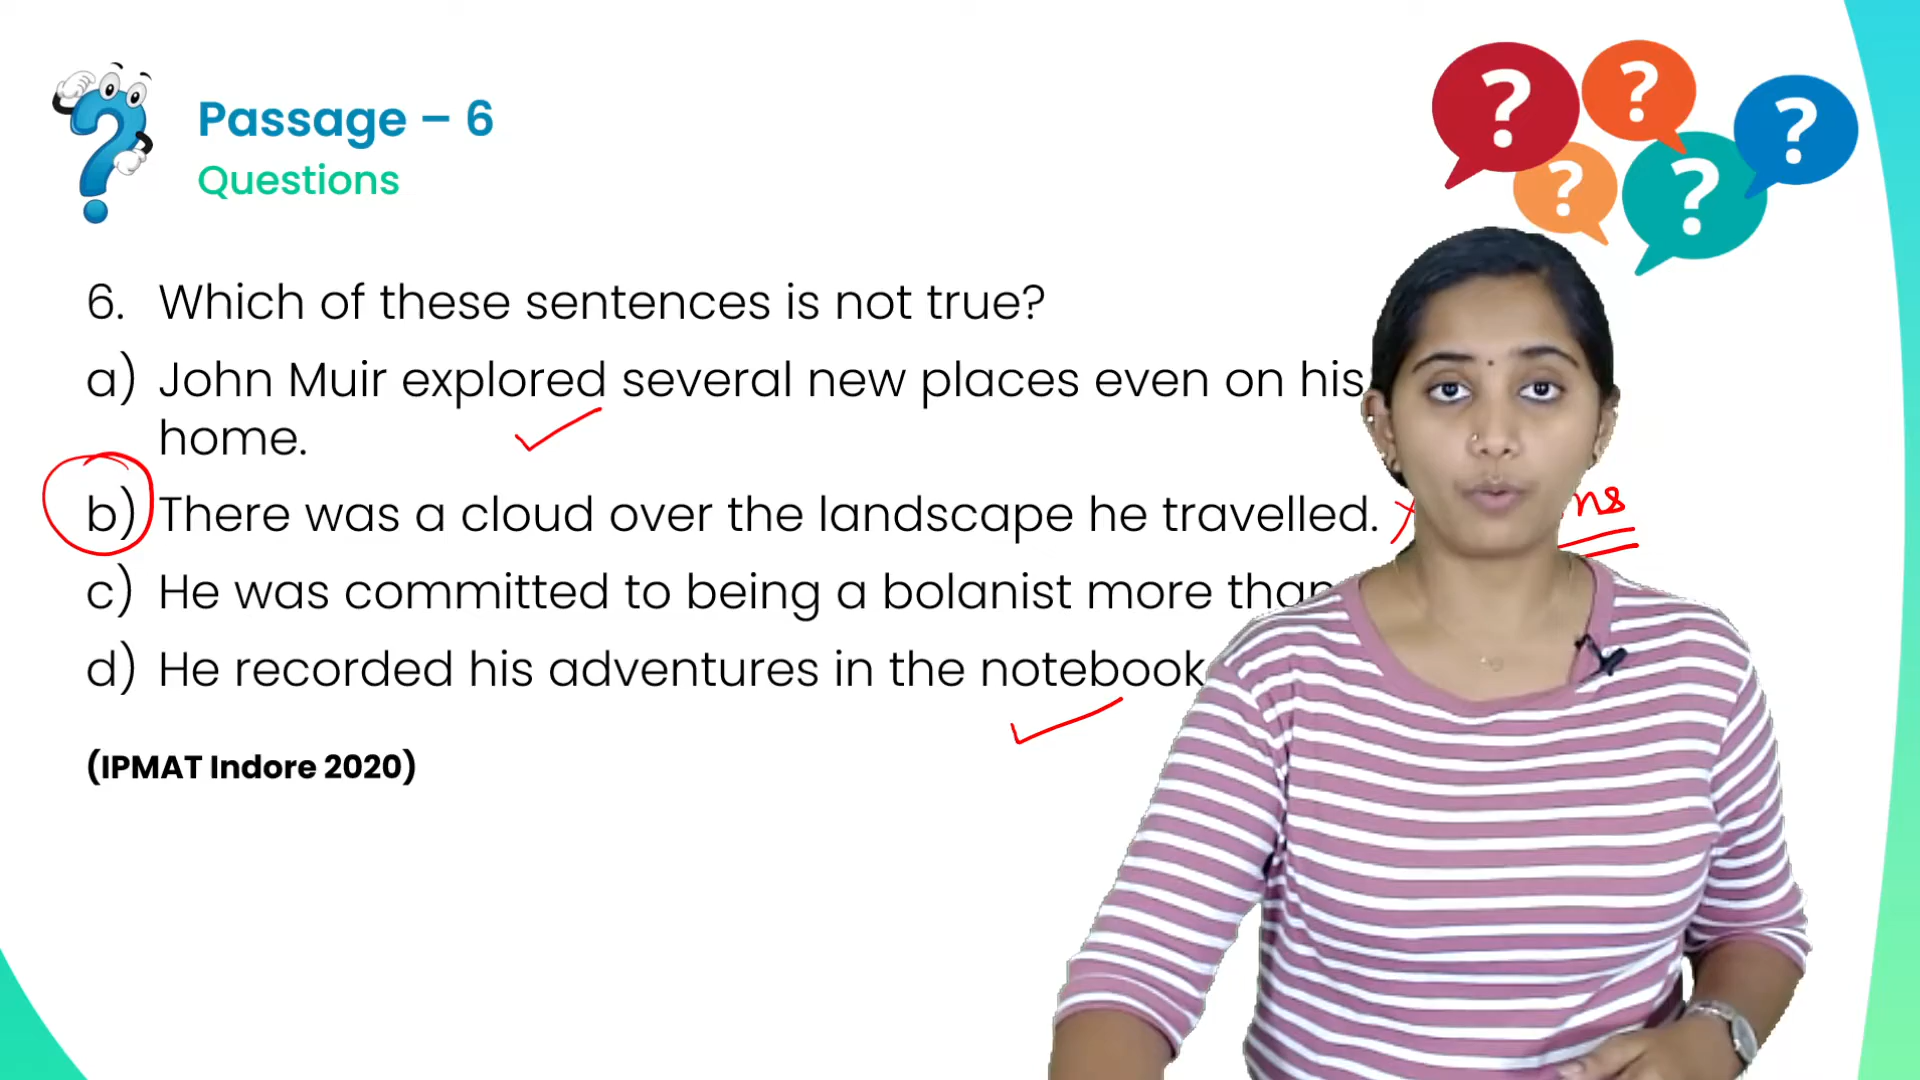 Passage – 6
Questions
6. Which of these sentences is not true?
a) John Muir explored several new places even on his
home.
b) There was a cloud over the landscape he travelled.
c) He was committed to being a bolanist more than
d) He recorded his adventures in the notebook
(IPMAT Indore 2020)